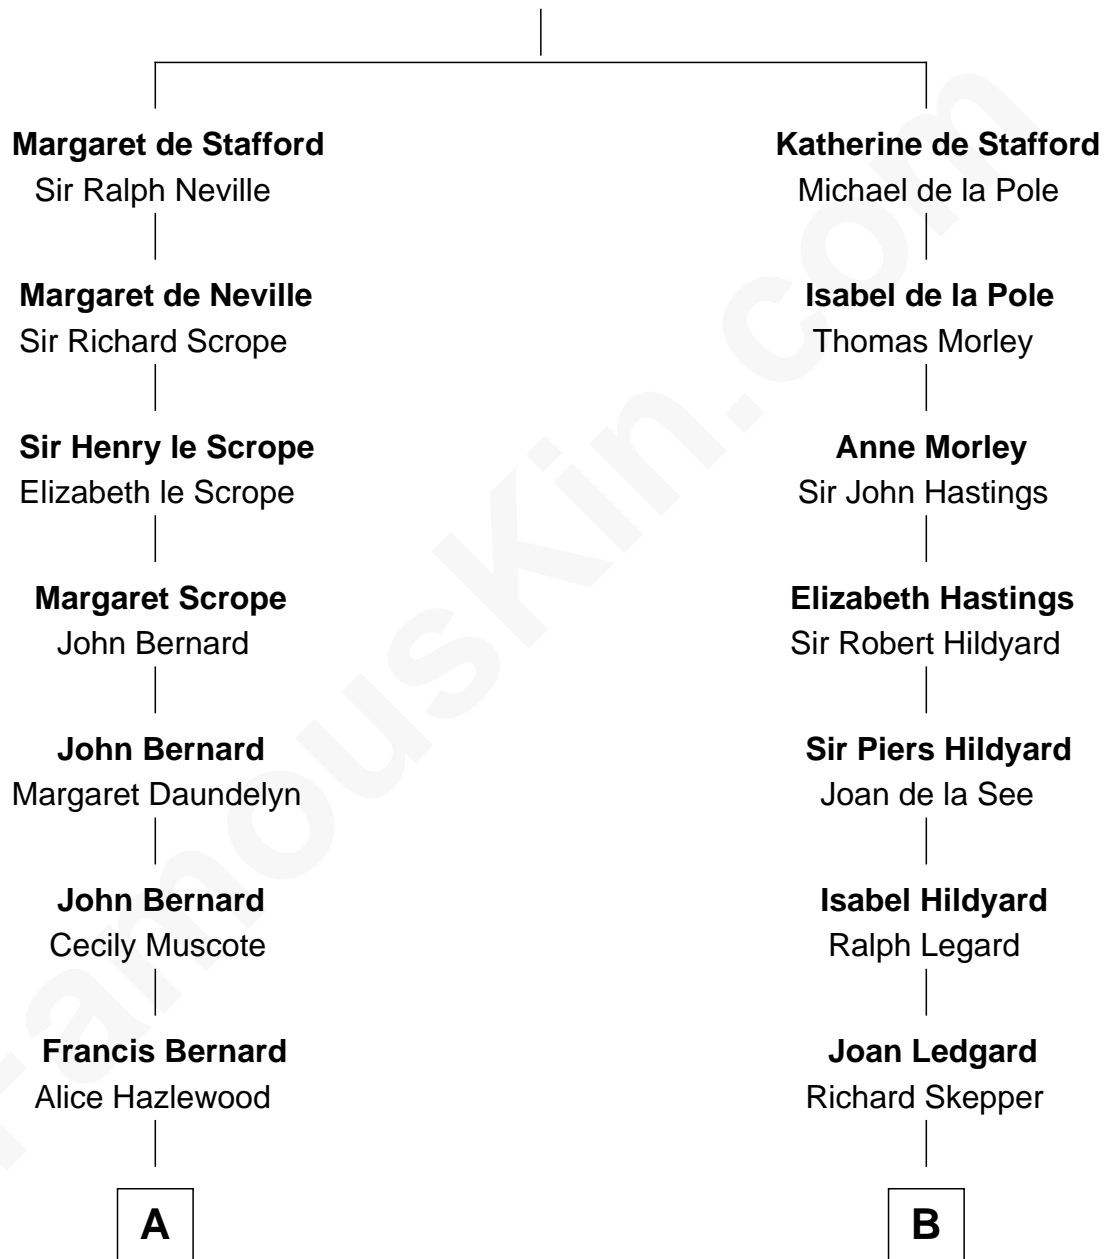 Margaret de Stafford
Sir Ralph Neville
Margaret de Neville
Sir Richard Scrope
Sir Henry le Scrope
Elizabeth le Scrope
Margaret Scrope
John Bernard
John Bernard
Margaret Daundelyn
John Bernard
Cecily Muscote
Francis Bernard
Alice Hazlewood
A
Katherine de Stafford
Michael de la Pole
Isabel de la Pole
Thomas Morley
Anne Morley
Sir John Hastings
Elizabeth Hastings
Sir Robert Hildyard
Sir Piers Hildyard
Joan de la See
Isabel Hildyard
Ralph Legard
Joan Ledgard
Richard Skepper
B
FamousKin.com